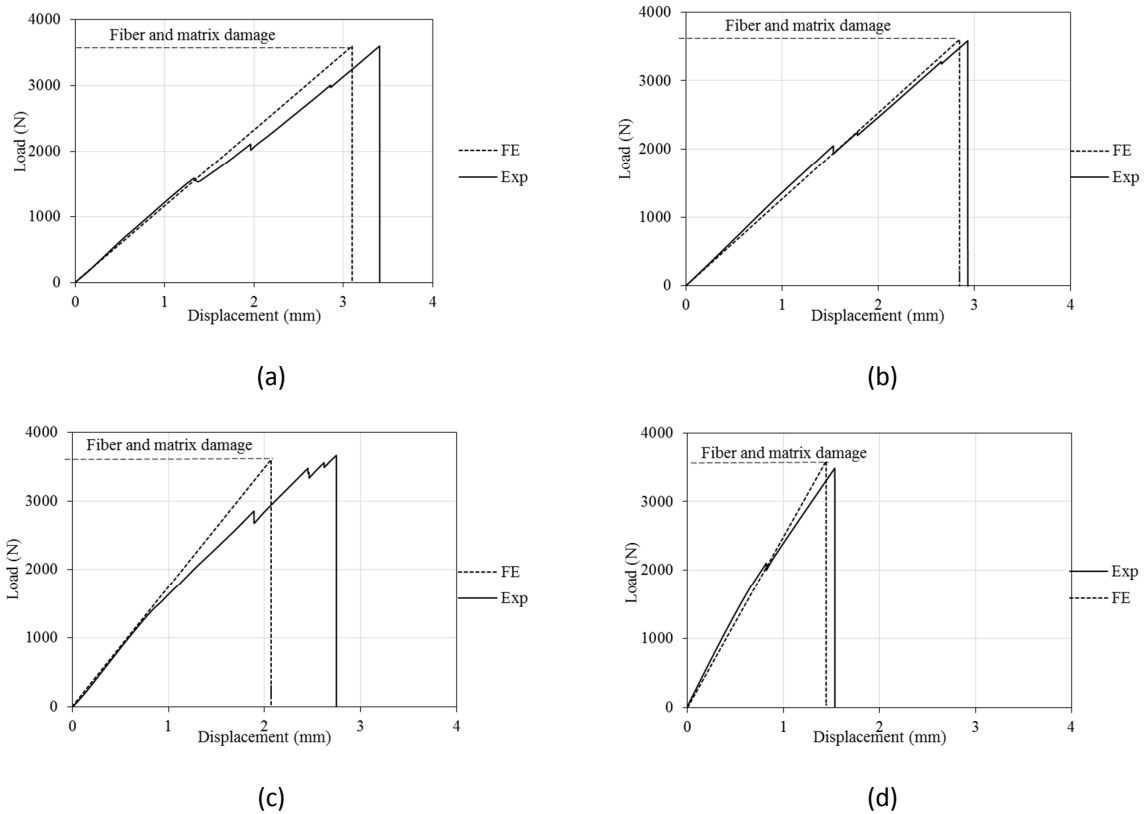 4000
Fiber and matrix damage
3000
2000
1000
0
Load (N)
0 1 2 3 4
Displacement (mm)
FE
Exp
(a)
4000
Fiber and matrix damage
3000
2000
1000
0
Load (N)
0 1 2 3 4
Displacement (mm)
FE
Exp
(b)
4000
Fiber and matrix damage
3000
2000
1000
0
Load (N)
0 1 2 3 4
Displacement (mm)
FE
Exp
(c)
4000
Fiber and matrix damage
3000
2000
1000
0
Load (N)
0 1 2 3 4
Displacement (mm)
Exp
FE
(d)